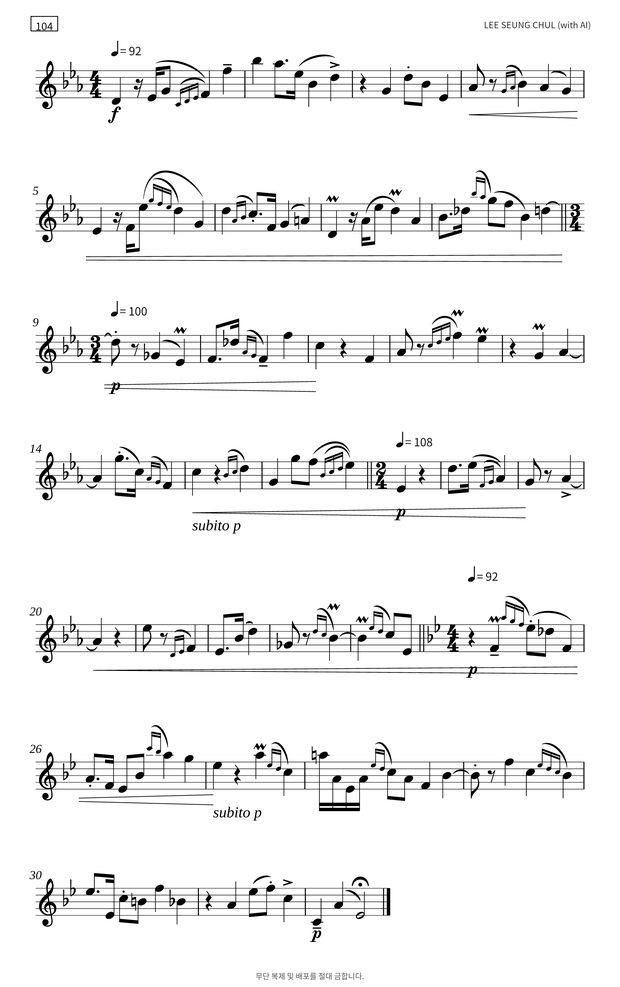 104
LEE SEUNG CHUL (with AI)
= 92
f
5
9
= 100
p
14
= 108
subito p
p
20
= 92
p
26
subito p
30
p
무단 복제 및 배포를 절대 금합니다.